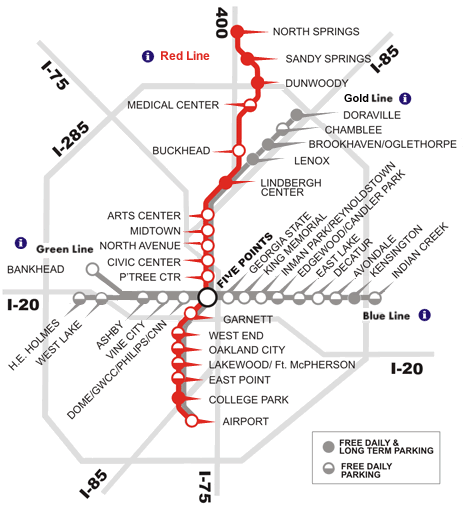 400
NORTH SPRINGS
i Red Line
SANDY SPRINGS
I-85
I-75
DUNWOODY
Gold Line i
MEDICAL CENTER
DORAVILLE
I-285
CHAMBLEE
BROOKHAVEN/OGLETHORPE
BUCKHEAD
LENOX
LINDBERGH
CENTER
ARTS CENTER
MIDTOWN
NORTH AVENUE
CIVIC CENTER
P'TREE CTR
i
Green Line
BANKHEAD
FIVE POINTS
GEORGIA STATE
KING MEMORIAL
INMAN PARK/REYNOLDSTOWN
EDGEWOOD/CANDLER PARK
EAST LAKE
DECATUR
AVONDALE
KENSINGTON
INDIAN CREEK
I-20
H.E. HOLMES
WEST LAKE
ASHBY
VINE CITY
DOME/GWCC/PHILIPS/CNN
Blue Line i
GARNETT
WEST END
OAKLAND CITY
LAKEWOOD/ Ft. McPHERSON
I-20
EAST POINT
COLLEGE PARK
AIRPORT
I-85
I-75
FREE DAILY &
LONG TERM PARKING
FREE DAILY
PARKING